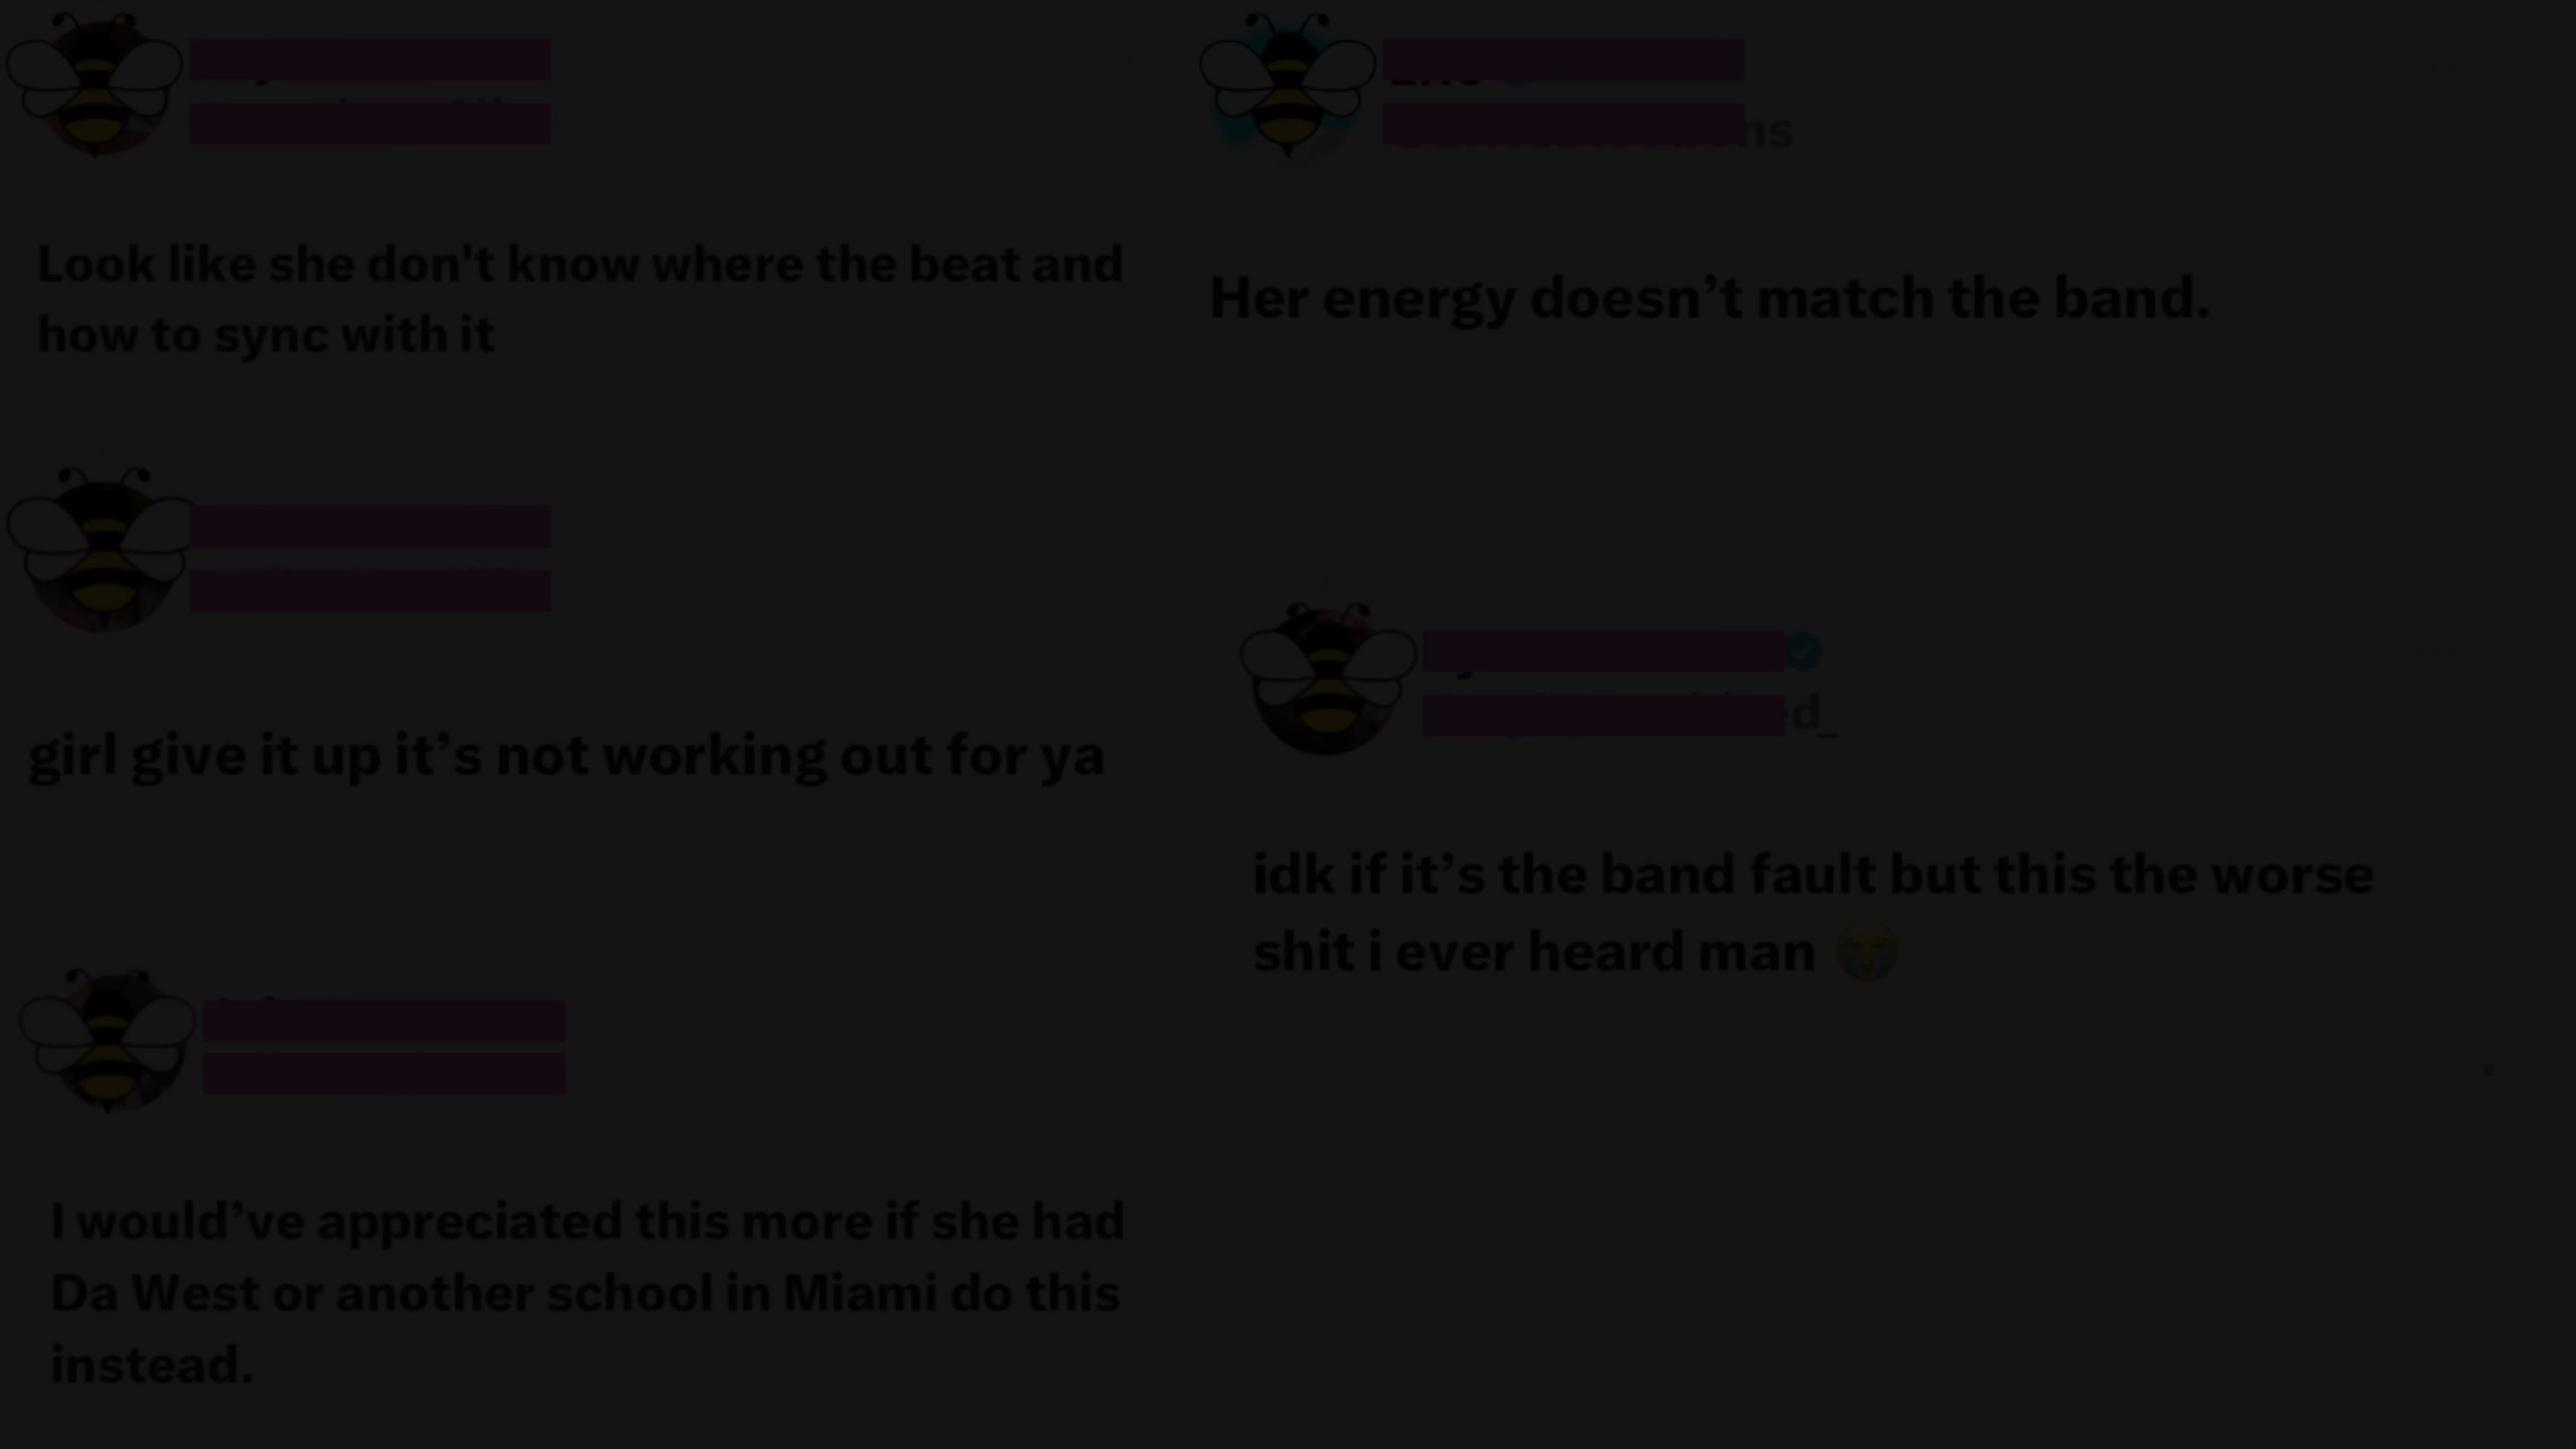 Look like she don't know where the beat and
how to sync with it
girl give it up it’s not working out for ya
I would’ve appreciated this more if she had
Da West or another school in Miami do this
instead.
ns
Her energy doesn’t match the band.
ed_
idk if it’s the band fault but this the worse
shit i ever heard man 😭